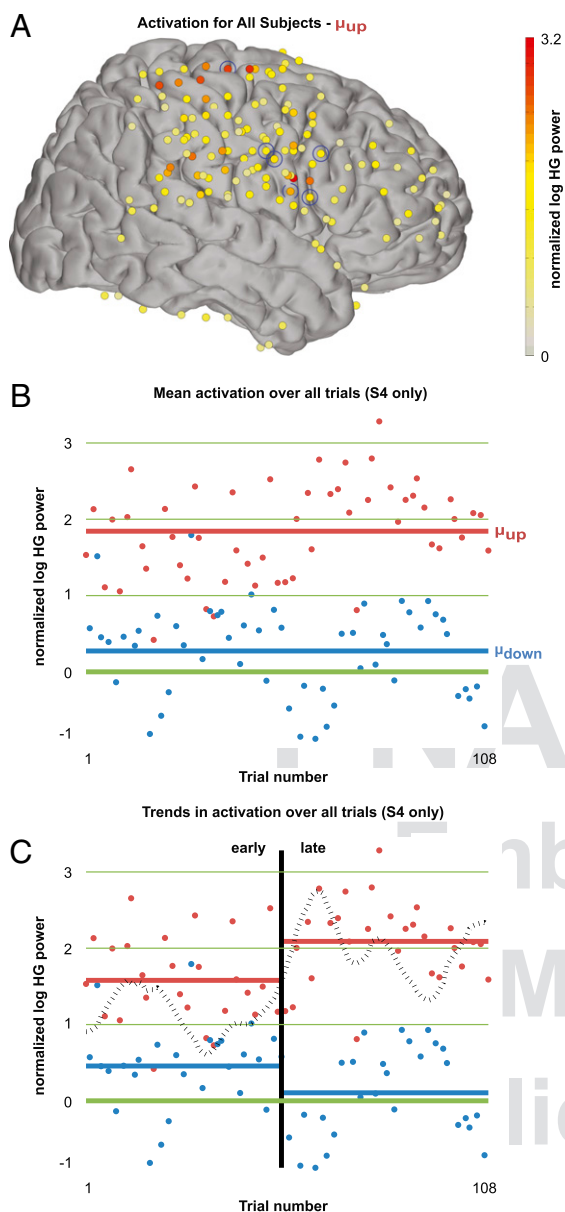 A
Activation for All Subjects - μup
3.2
normalized log HG power
0
B
Mean activation over all trials (S4 only)
normalized log HG power
3
2
1
0
-1
μup
μdown
1
108
Trial number
Trends in activation over all trials (S4 only)
C
early
late
normalized log HG power
3
2
1
0
-1
1
108
Trial number